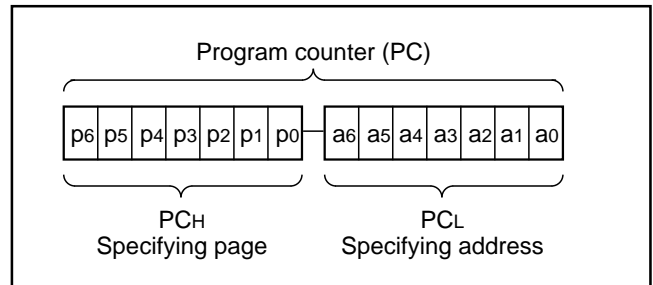 Program counter (PC)
p6 p5 p4 p3 p2 p1 p0 a6 a5 a4 a3 a2 a1 a0
PCH PCL
Specifying page Specifying address